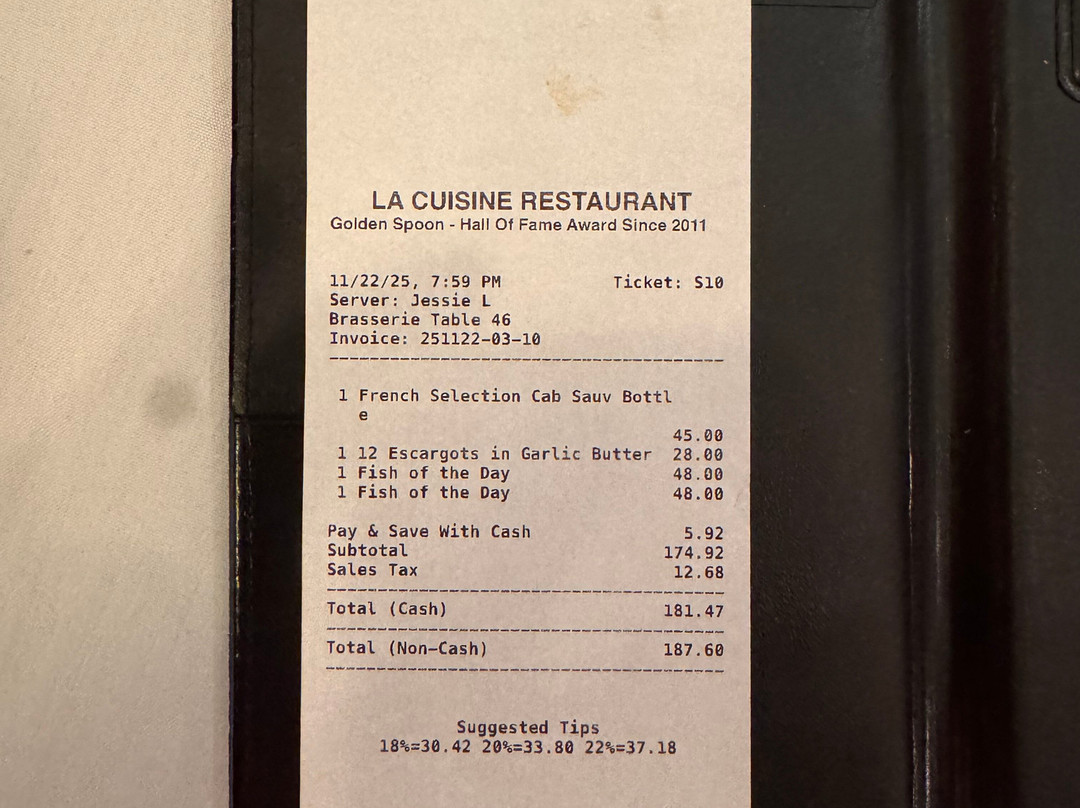 LA CUISINE RESTAURANT
Golden Spoon - Hall Of Fame Award Since 2011
11/22/25, 7:59 PM Ticket: S10
Server: Jessie L
Brasserie Table 46
Invoice: 251122-03-10
1 French Selection Cab Sauv Bottl
e
45.00
1 12 Escargots in Garlic Butter 28.00
1 Fish of the Day 48.00
1 Fish of the Day 48.00
Pay & Save With Cash 5.92
Subtotal 174.92
Sales Tax 12.68
Total (Cash) 181.47
Total (Non-Cash) 187.60
Suggested Tips
18%=30.42 20%=33.80 22%=37.18